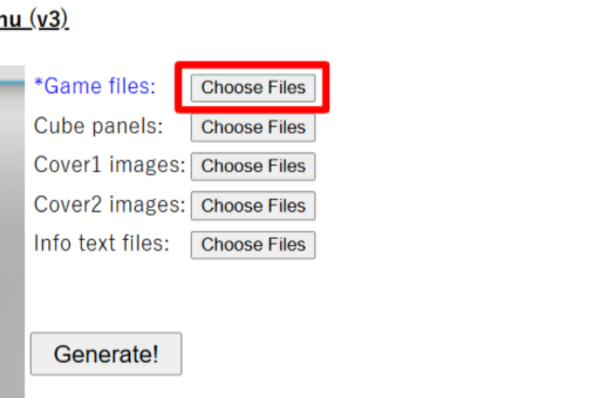 nu (v3)
*Game files: Choose Files
Cube panels: Choose Files
Cover1 images: Choose Files
Cover2 images: Choose Files
Info text files: Choose Files
Generate!